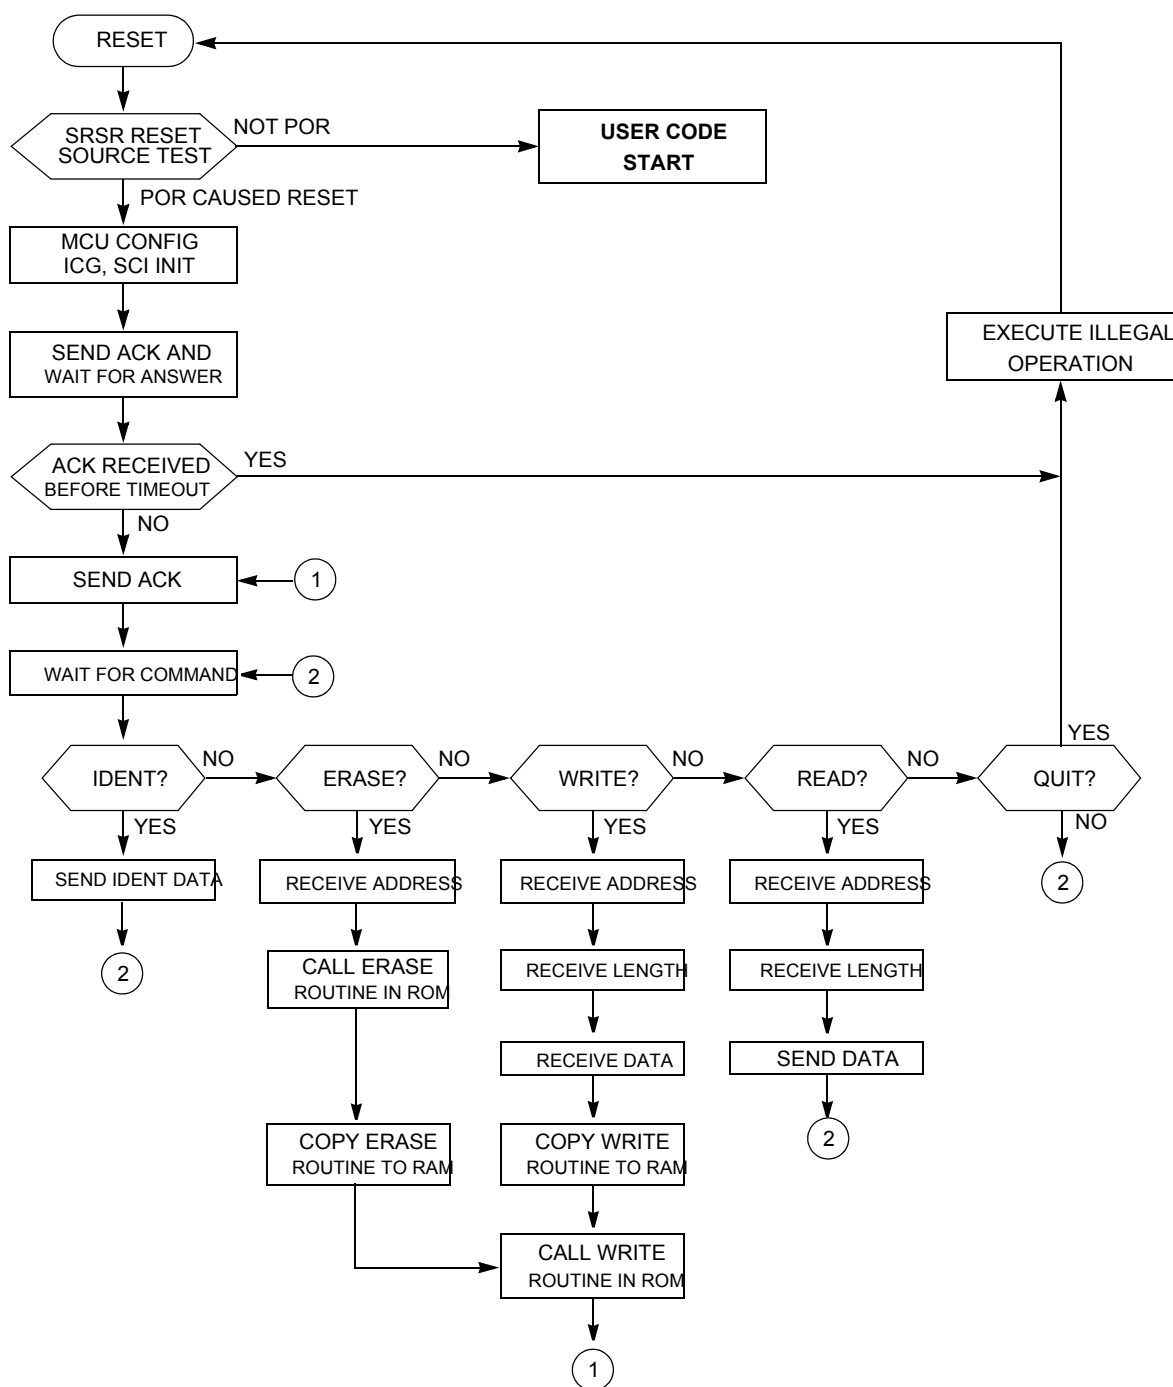 RESET
SRSR RESET
SOURCE TEST
NOT POR
USER CODE
START
POR CAUSED RESET
MCU CONFIG
ICG, SCI INIT
EXECUTE ILLEGAL
OPERATION
SEND ACK AND
WAIT FOR ANSWER
ACK RECEIVED
BEFORE TIMEOUT
YES
NO
SEND ACK
1
WAIT FOR COMMAND
2
IDENT?
NO
ERASE?
NO
WRITE?
NO
READ?
NO
QUIT?
YES
YES
YES
YES
YES
NO
SEND IDENT DATA
RECEIVE ADDRESS
RECEIVE ADDRESS
RECEIVE ADDRESS
2
2
CALL ERASE
ROUTINE IN ROM
RECEIVE LENGTH
RECEIVE LENGTH
RECEIVE DATA
SEND DATA
COPY ERASE
ROUTINE TO RAM
COPY WRITE
ROUTINE TO RAM
2
CALL WRITE
ROUTINE IN ROM
1